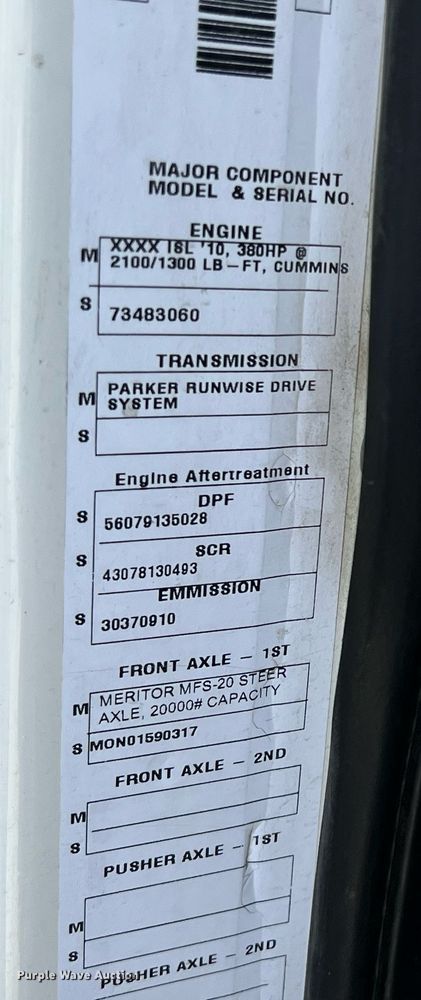 MAJOR COMPONENT
MODEL & SERIAL NO.
ENGINE
M XXXX ISL '10, 380HP @
2100/1300 LB-FT, CUMMINS
S 73483060
TRANSMISSION
M PARKER RUNWISE DRIVE
SYSTEM
S
Engine Aftertreatment
DPF
S 56079135028
SCR
S 43078130493
EMMISSION
S 30370910
FRONT AXLE - 1ST
M MERITOR MFS-20 STEER
AXLE, 20000# CAPACITY
S MON01590317
FRONT AXLE - 2ND
M
S
PUSHER AXLE - 1ST
M
S
PUSHER AXLE - 2ND
Purple Wave Auction